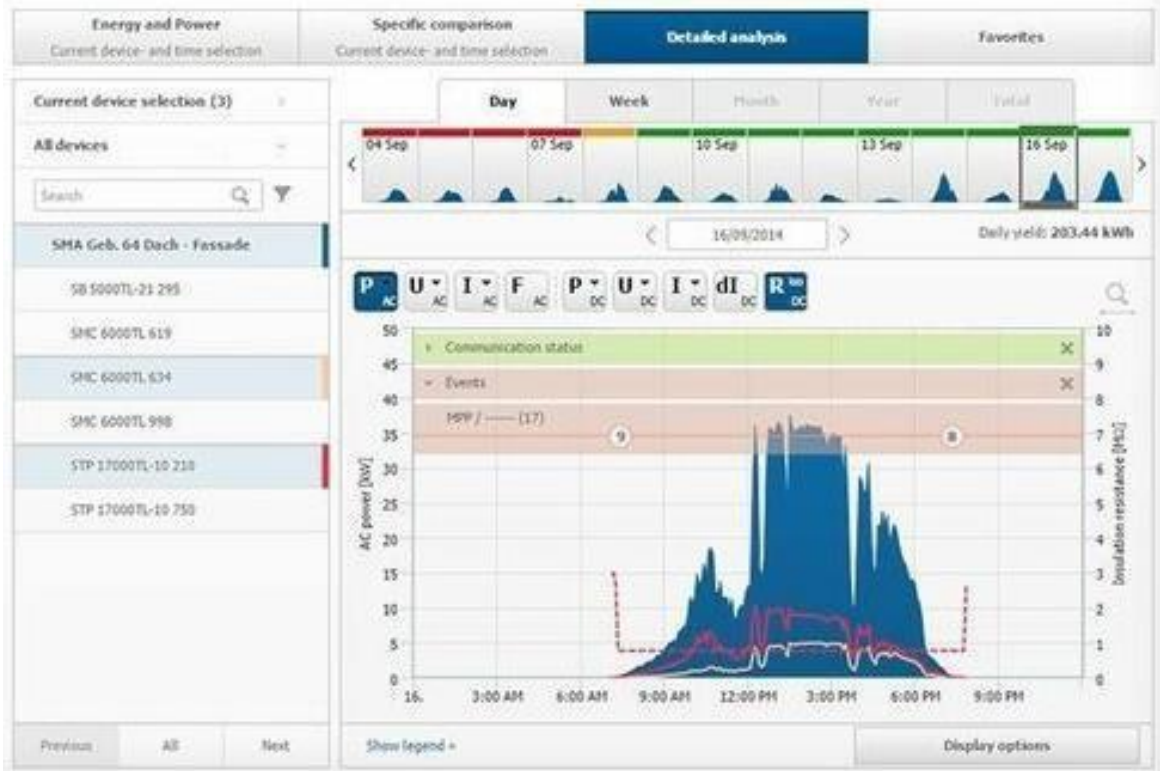 Energy and Power
Current device- and time selection
Specific comparison
Current device- and time selection
Detailed analysis
Favorites
Current device selection (3)
All devices
Search
SMA Geb. 64 Dach - Fassade
SB 5000TL-21 295
SMC 6000TL 619
SMC 6000TL 634
SMC 6000TL 998
STP 17000TL-10 210
STP 17000TL-10 750
Previous All Next
Day Week Month Year Total
04 Sep 07 Sep 10 Sep 13 Sep 16 Sep
16/09/2014
Daily yield: 203.44 kWh
P AC U AC I AC F AC P DC U DC I DC dI DC R ISO DC
Communication status
Events
MPP / ------ (17)
9 8
AC power [kW]
50
45
40
35
30
25
20
15
10
5
0
Insulation resistance [MΩ]
10
9
8
7
6
5
4
3
2
1
0
16. 3:00 AM 6:00 AM 9:00 AM 12:00 PM 3:00 PM 6:00 PM 9:00 PM
Show legend
Display options